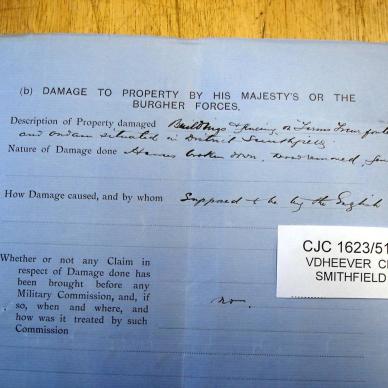 (b) DAMAGE TO PROPERTY BY HIS MAJESTY'S OR THE
BURGHER FORCES.
Description of Property damaged Buildings & fencing on Farms
and situated in District Smithfield
Nature of Damage done broken down, removed,
How Damage caused, and by whom Supposed to be by the English
CJC 1623/51
VDHEEVER C
SMITHFIELD
Whether or not any Claim in
respect of Damage done has
been brought before any
Military Commission, and, if
so, when and where, and
how was it treated by such
Commission
no.